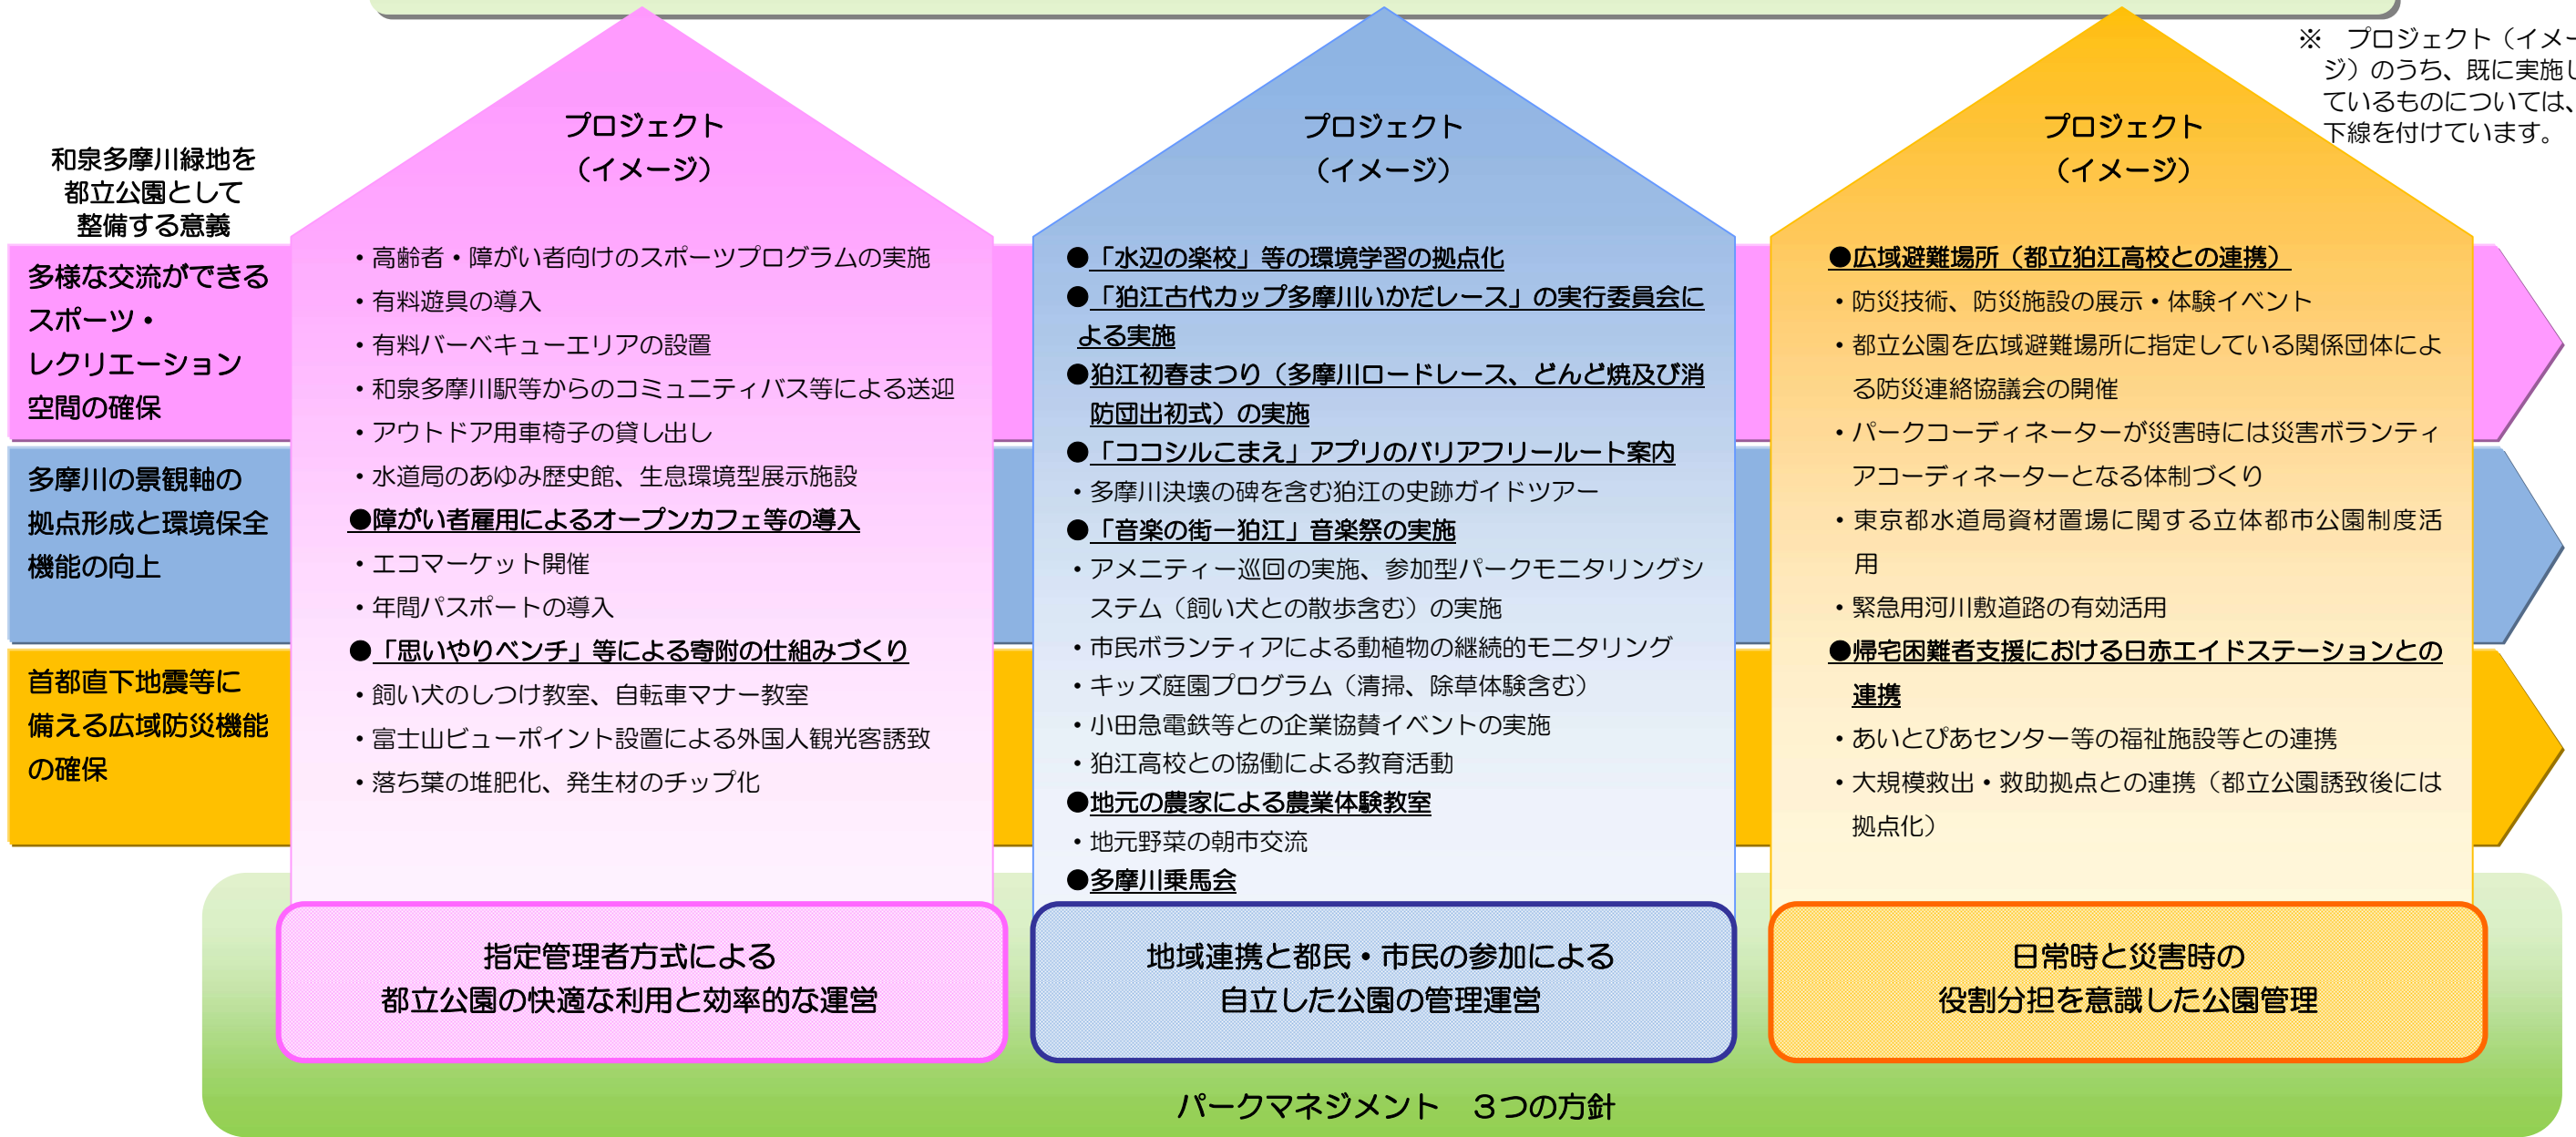 ※　プロジェクト（イメー
ジ）のうち、既に実施し
ているものについては、
下線を付けています。
和泉多摩川緑地を
都立公園として
整備する意義
多様な交流ができる
スポーツ・
レクリエーション
空間の確保
多摩川の景観軸の
拠点形成と環境保全
機能の向上
首都直下地震等に
備える広域防災機能
の確保
プロジェクト
（イメージ）
・高齢者・障がい者向けのスポーツプログラムの実施
・有料遊具の導入
・有料バーベキューエリアの設置
・和泉多摩川駅等からのコミュニティバス等による送迎
・アウトドア用車椅子の貸し出し
・水道局のあゆみ歴史館、生息環境型展示施設
●障がい者雇用によるオープンカフェ等の導入
・エコマーケット開催
・年間パスポートの導入
●「思いやりベンチ」等による寄附の仕組みづくり
・飼い犬のしつけ教室、自転車マナー教室
・富士山ビューポイント設置による外国人観光客誘致
・落ち葉の堆肥化、発生材のチップ化
指定管理者方式による
都立公園の快適な利用と効率的な運営
プロジェクト
（イメージ）
●「水辺の楽校」等の環境学習の拠点化
●「狛江古代カップ多摩川いかだレース」の実行委員会に
よる実施
●狛江初春まつり（多摩川ロードレース、どんど焼及び消
防団出初式）の実施
●「ココシルこまえ」アプリのバリアフリールート案内
・多摩川決壊の碑を含む狛江の史跡ガイドツアー
●「音楽の街ー狛江」音楽祭の実施
・アメニティー巡回の実施、参加型パークモニタリングシ
ステム（飼い犬との散歩含む）の実施
・市民ボランティアによる動植物の継続的モニタリング
・キッズ庭園プログラム（清掃、除草体験含む）
・小田急電鉄等との企業協賛イベントの実施
・狛江高校との協働による教育活動
●地元の農家による農業体験教室
・地元野菜の朝市交流
●多摩川乗馬会
地域連携と都民・市民の参加による
自立した公園の管理運営
プロジェクト
（イメージ）
●広域避難場所（都立狛江高校との連携）
・防災技術、防災施設の展示・体験イベント
・都立公園を広域避難場所に指定している関係団体によ
る防災連絡協議会の開催
・パークコーディネーターが災害時には災害ボランティ
アコーディネーターとなる体制づくり
・東京都水道局資材置場に関する立体都市公園制度活
用
・緊急用河川敷道路の有効活用
●帰宅困難者支援における日赤エイドステーションとの
連携
・あいとぴあセンター等の福祉施設等との連携
・大規模救出・救助拠点との連携（都立公園誘致後には
拠点化）
日常時と災害時の
役割分担を意識した公園管理
パークマネジメント　３つの方針